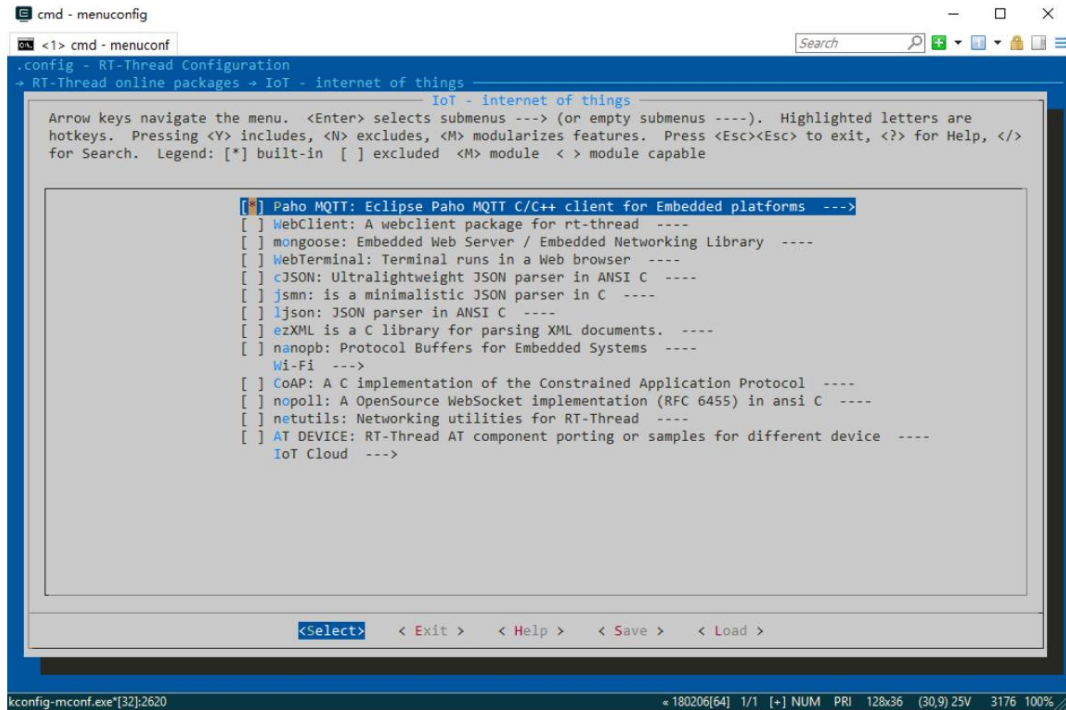 cmd - menuconfig
<1> cmd - menuconf
Search
.config - RT-Thread Configuration
→ RT-Thread online packages → IoT - internet of things
IoT - internet of things
Arrow keys navigate the menu.  <Enter> selects submenus ---> (or empty submenus ----).  Highlighted letters are
hotkeys.  Pressing <Y> includes, <N> excludes, <M> modularizes features.  Press <Esc><Esc> to exit, <?> for Help, </>
for Search.  Legend: [*] built-in  [ ] excluded  <M> module  < > module capable
[*] Paho MQTT: Eclipse Paho MQTT C/C++ client for Embedded platforms  --->
[ ] WebClient: A webclient package for rt-thread  ----
[ ] mongoose: Embedded Web Server / Embedded Networking Library  ----
[ ] WebTerminal: Terminal runs in a Web browser  ----
[ ] cJSON: Ultralightweight JSON parser in ANSI C  ----
[ ] jsmn: is a minimalistic JSON parser in C  ----
[ ] ljson: JSON parser in ANSI C  ----
[ ] ezXML is a C library for parsing XML documents.  ----
[ ] nanopb: Protocol Buffers for Embedded Systems  ----
Wi-Fi  --->
[ ] CoAP: A C implementation of the Constrained Application Protocol  ----
[ ] nopoll: A OpenSource WebSocket implementation (RFC 6455) in ansi C  ----
[ ] netutils: Networking utilities for RT-Thread  ----
[ ] AT DEVICE: RT-Thread AT component porting or samples for different device  ----
IoT Cloud  --->
<Select>    < Exit >    < Help >    < Save >    < Load >
kconfig-mconf.exe*[32]:2620    « 180206[64]  1/1  [+] NUM  PRI  128x36  (30,9) 25V  3176  100%